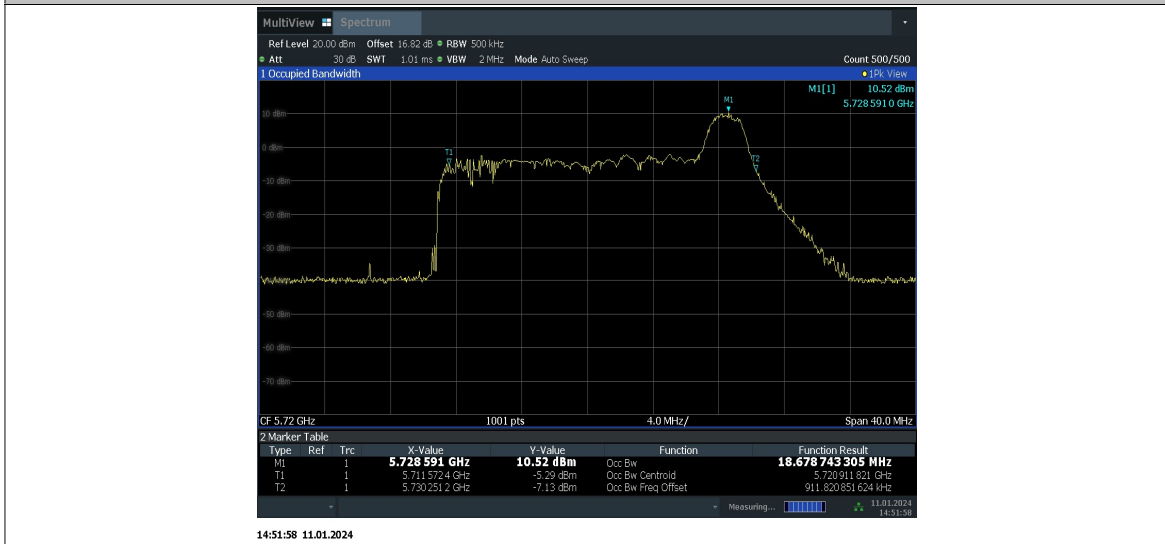 MultiView Spectrum
Ref Level 20.00 dBm Offset 16.82 dB RBW 500 kHz
Att 30 dB SWT 1.01 ms VBW 2 MHz Mode Auto Sweep Count 500/500
1 Occupied Bandwidth 1Pk View
M1[1] 10.52 dBm
5.728 591 0 GHz
M1
10 dBm
0 dBm
T1
T2
-10 dBm
-20 dBm
-30 dBm
-50 dBm
-60 dBm
-70 dBm
CF 5.72 GHz 1001 pts 4.0 MHz/ Span 40.0 MHz
2 Marker Table
Type Ref Trc X-Value Y-Value Function Function Result
M1 1 5.728 591 GHz 10.52 dBm Occ Bw 18.678 743 305 MHz
T1 1 5.711 572 4 GHz -5.29 dBm Occ Bw Centroid 5.720 911 821 GHz
T2 1 5.730 251 2 GHz -7.13 dBm Occ Bw Freq Offset 911.820 851 624 kHz
Measuring... 11.01.2024
14:51:58
14:51:58 11.01.2024